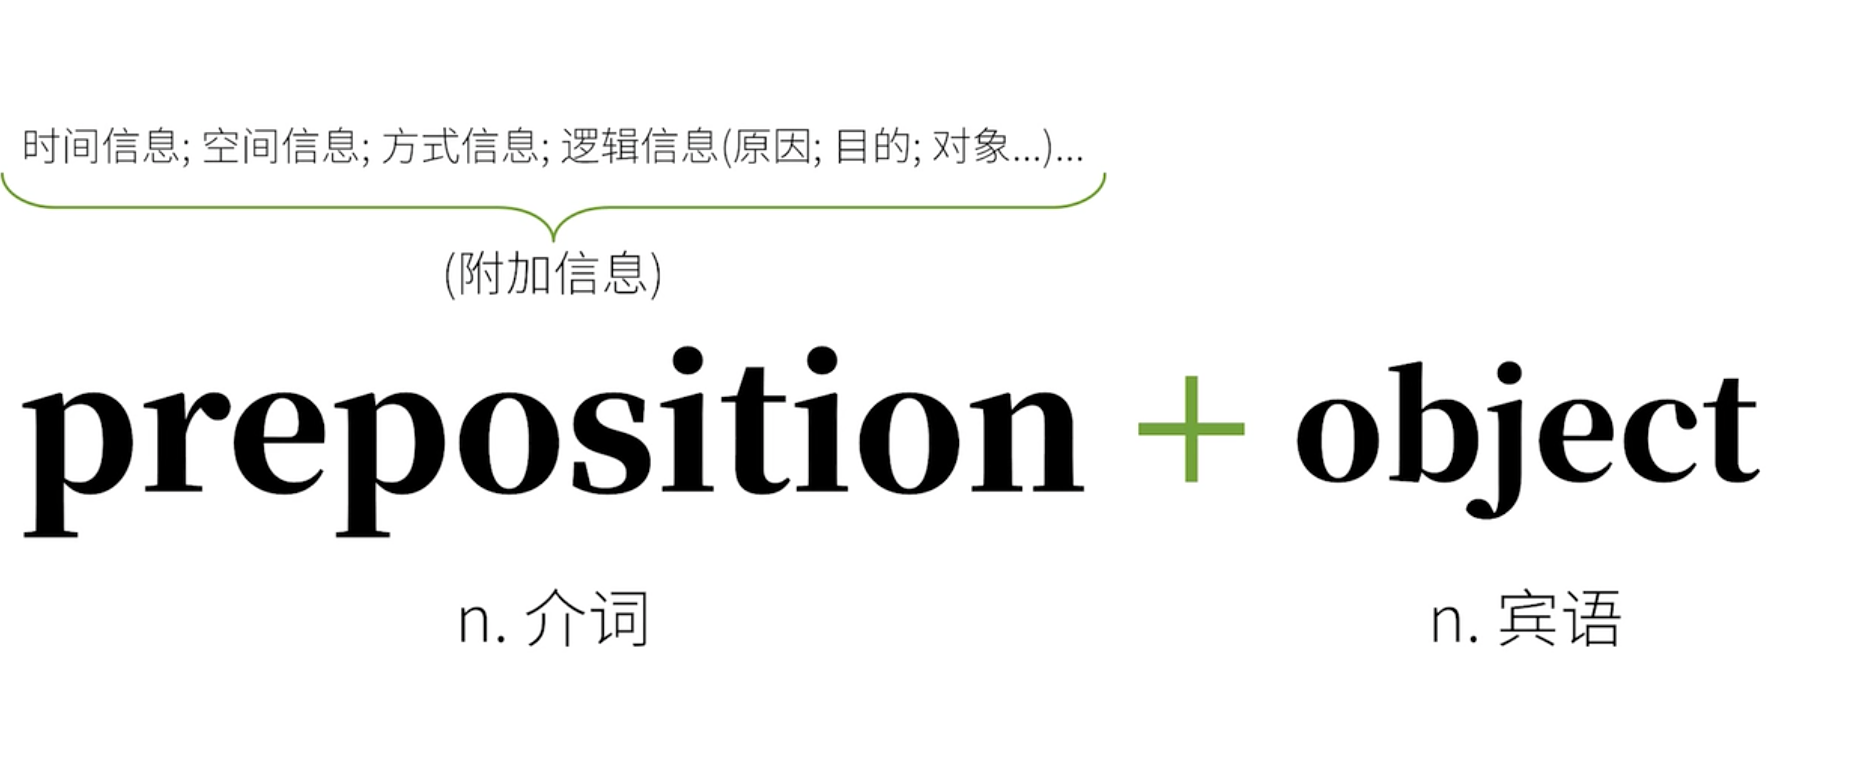 时间信息; 空间信息; 方式信息; 逻辑信息(原因; 目的; 对象...)...
(附加信息)
preposition + object
n. 介词 n. 宾语